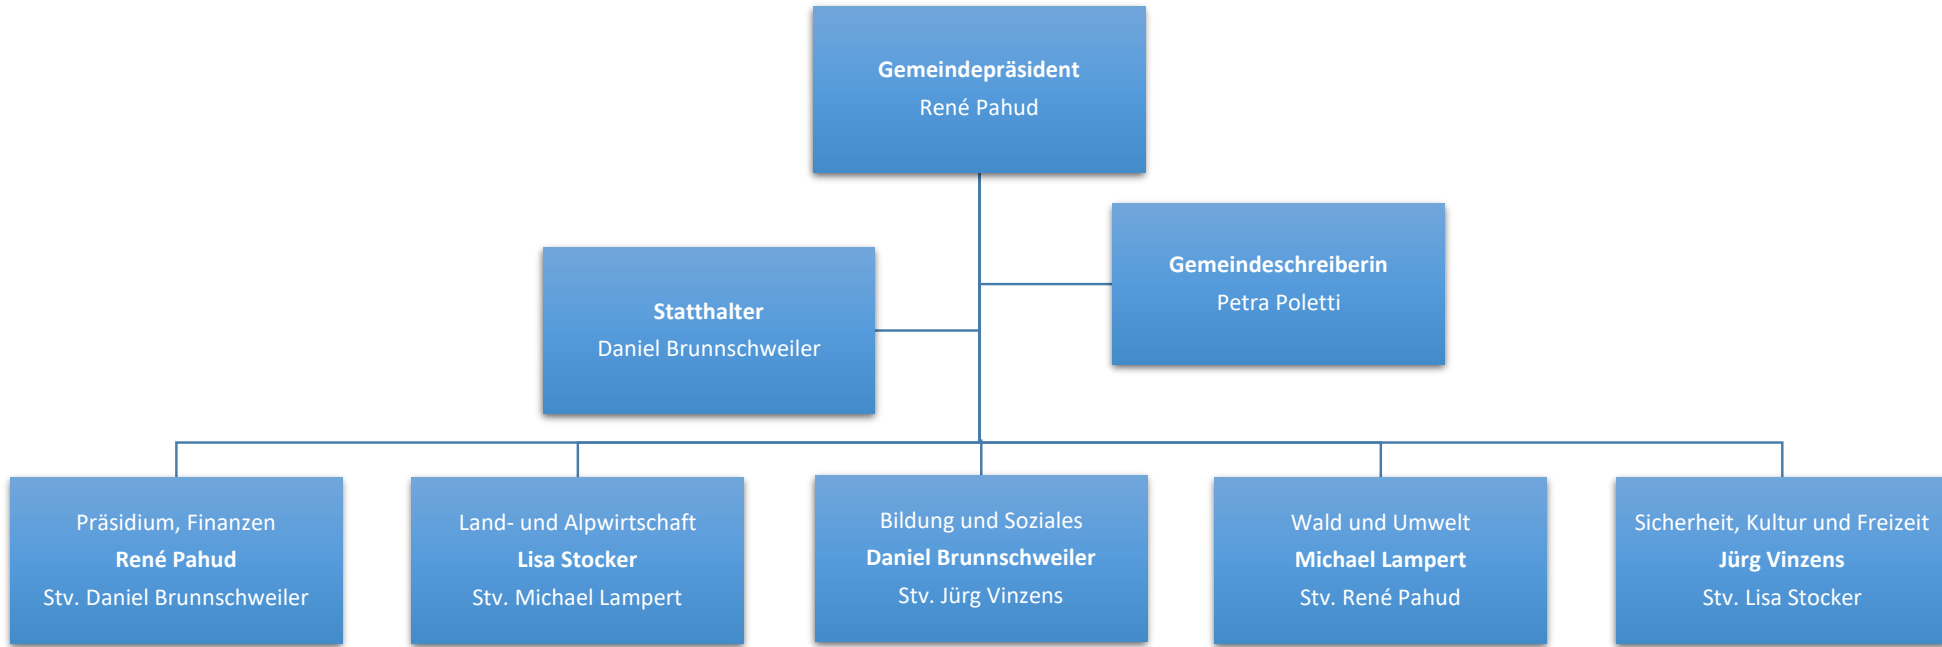 Gemeindepräsident
René Pahud
Gemeindeschreiberin
Petra Poletti
Statthalter
Daniel Brunnschweiler
Präsidium, Finanzen
René Pahud
Stv. Daniel Brunnschweiler
Land- und Alpwirtschaft
Lisa Stocker
Stv. Michael Lampert
Bildung und Soziales
Daniel Brunnschweiler
Stv. Jürg Vinzens
Wald und Umwelt
Michael Lampert
Stv. René Pahud
Sicherheit, Kultur und Freizeit
Jürg Vinzens
Stv. Lisa Stocker